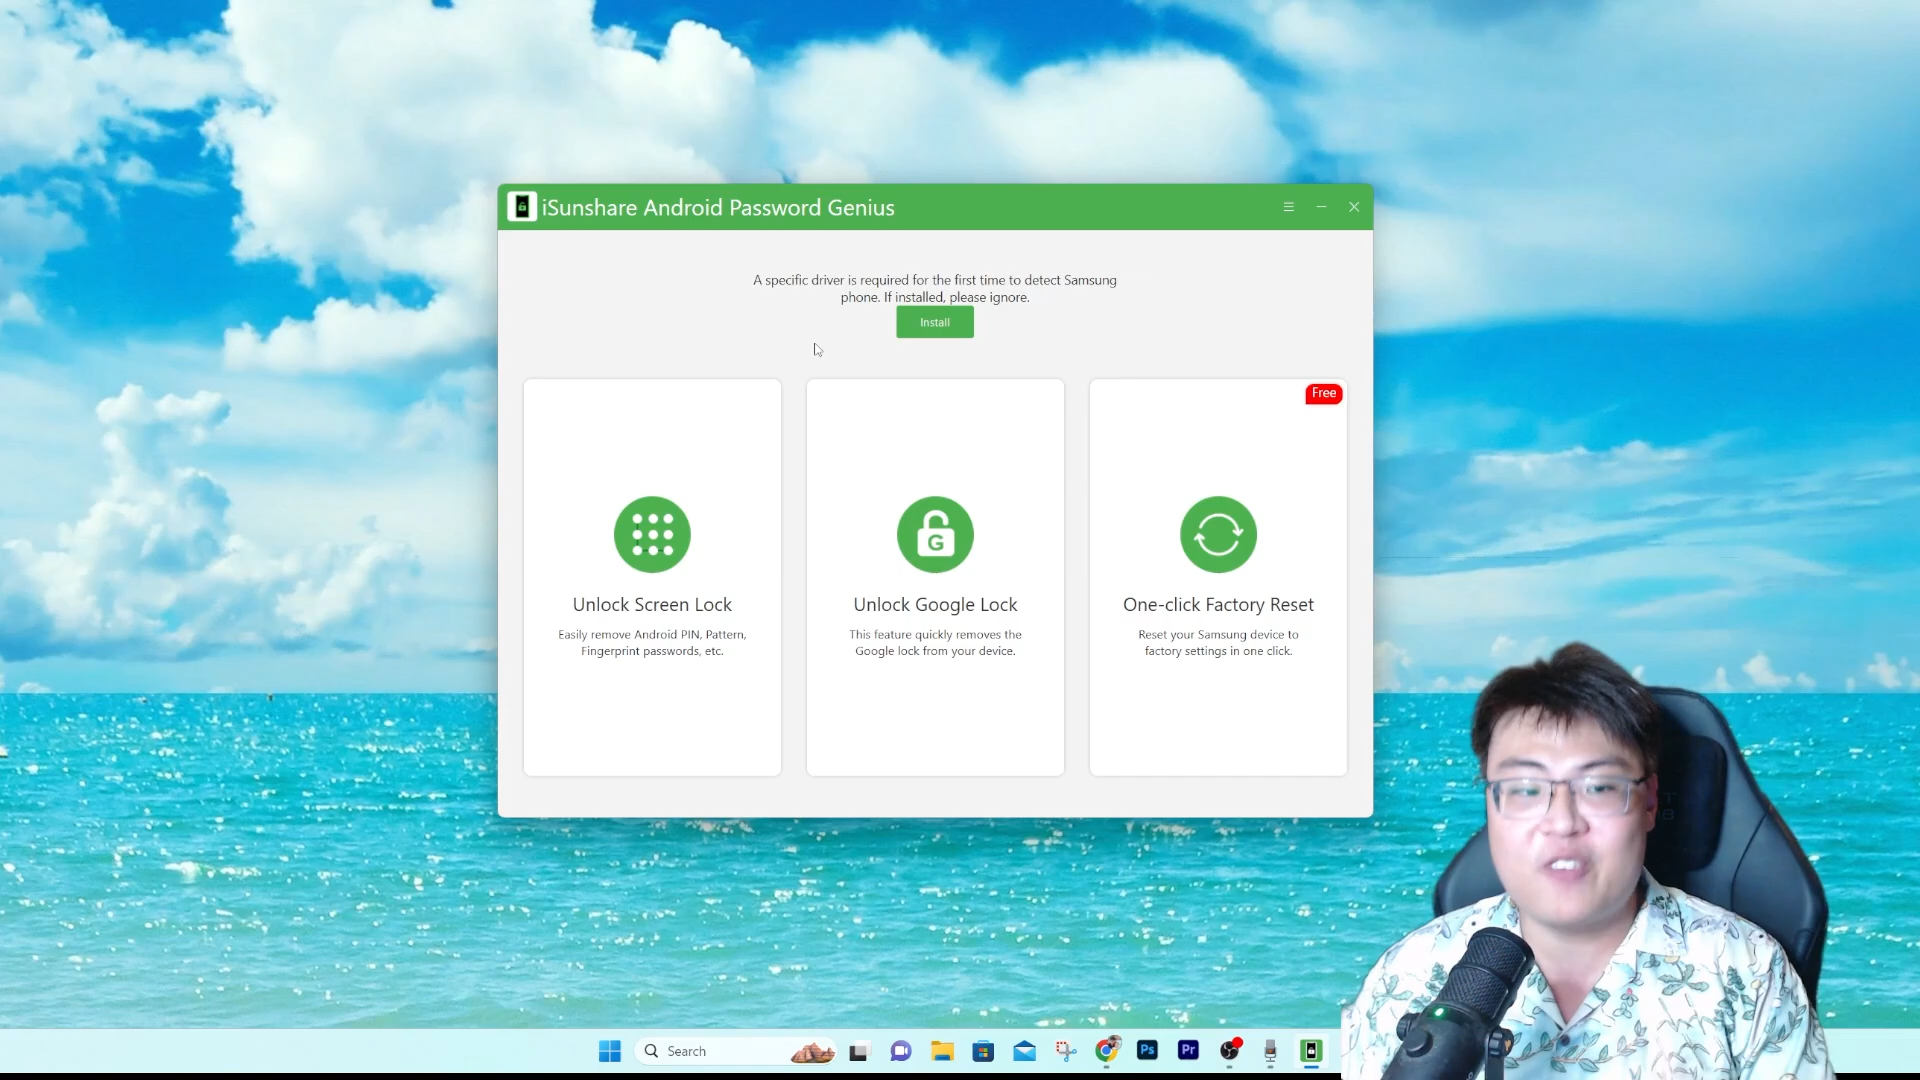 iSunshare Android Password Genius
A specific driver is required for the first time to detect Samsung
phone. If installed, please ignore.
Install
Free
G
Unlock Screen Lock
Easily remove Android PIN, Pattern,
Fingerprint passwords, etc.
Unlock Google Lock
This feature quickly removes the
Google lock from your device.
One-click Factory Reset
Reset your Samsung device to
factory settings in one click.
Search
Ps
Pr